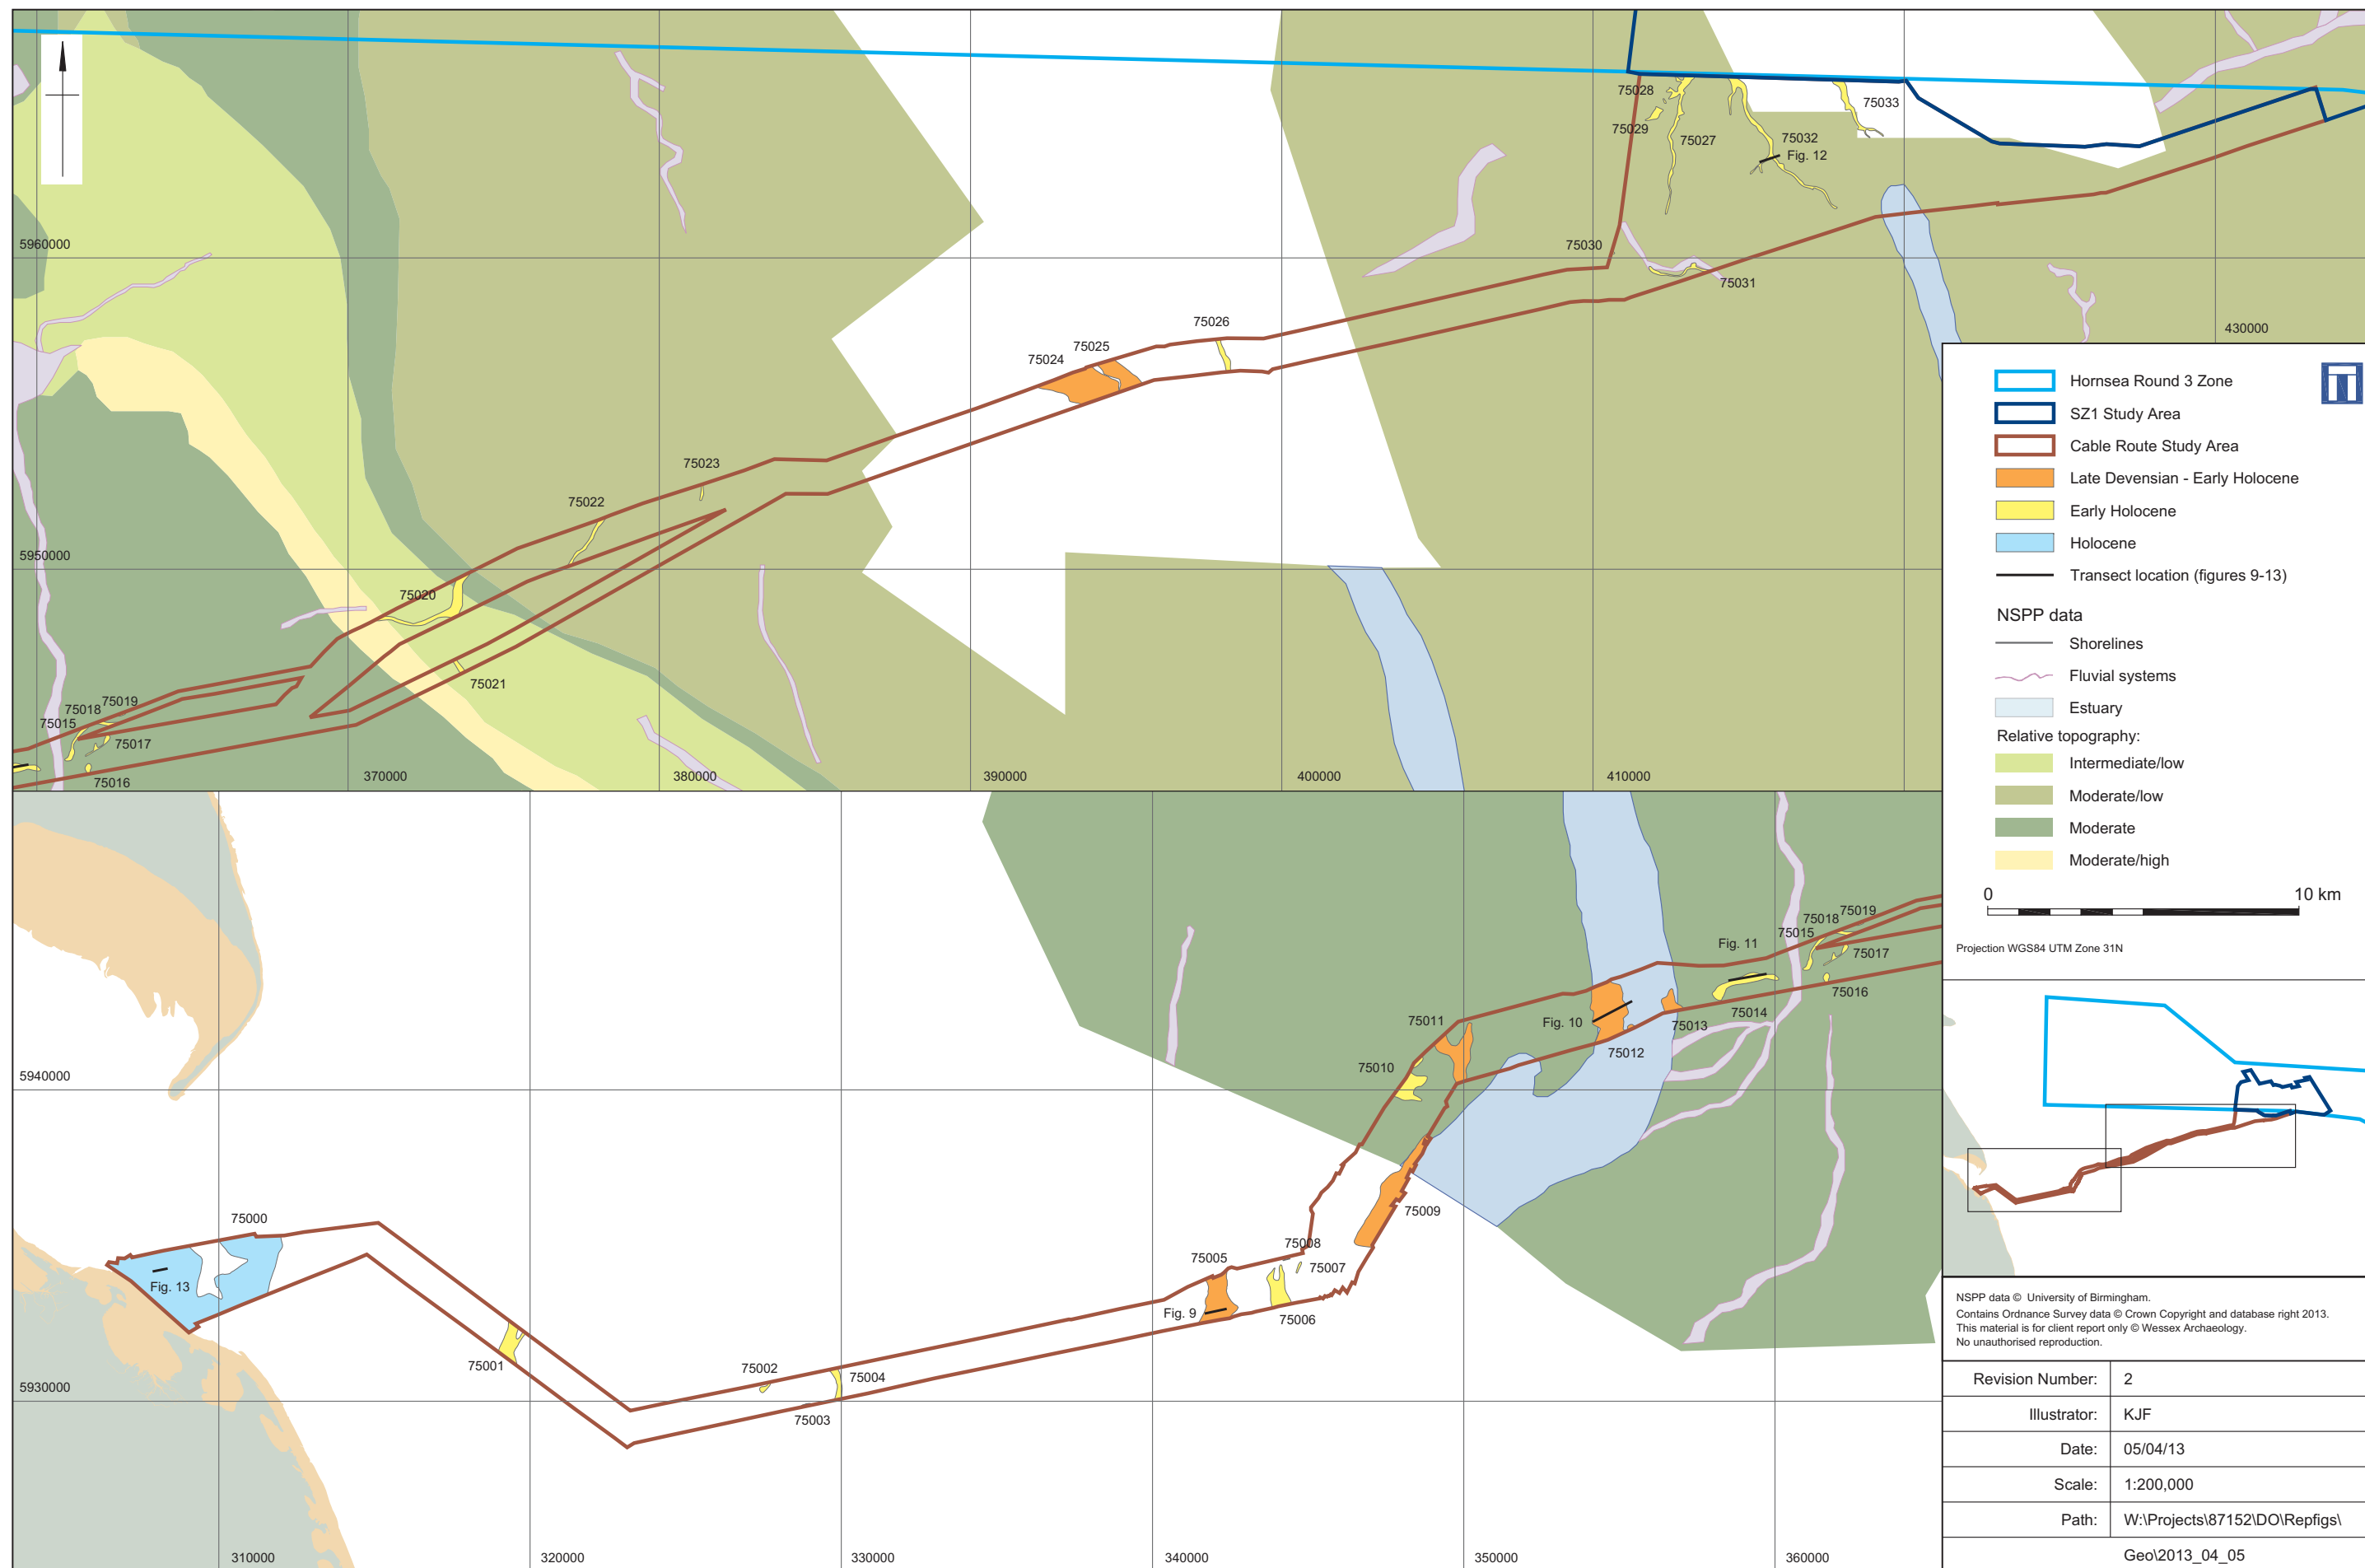 75028
75033
75029
75027
75032
Fig. 12
5960000
75030
75031
75026
430000
75025
75024
75023
75022
5950000
75020
75021
75019
75018
75015
75017
75016
370000
380000
390000
400000
410000
Hornsea Round 3 Zone
SZ1 Study Area
Cable Route Study Area
Late Devensian - Early Holocene
Early Holocene
Holocene
Transect location (figures 9-13)
NSPP data
Shorelines
Fluvial systems
Estuary
Relative topography:
Intermediate/low
Moderate/low
Moderate
Moderate/high
0 10 km
Projection WGS84 UTM Zone 31N
75019
75018
75015
Fig. 11
75017
75016
75014
75011
Fig. 10
75013
75012
75010
5940000
75009
75000
75008
75005
75007
Fig. 13
Fig. 9
75006
75001
75002
75004
5930000
75003
310000
320000
330000
340000
350000
360000
NSPP data © University of Birmingham.
Contains Ordnance Survey data © Crown Copyright and database right 2013.
This material is for client report only © Wessex Archaeology.
No unauthorised reproduction.
Revision Number: 2
Illustrator: KJF
Date: 05/04/13
Scale: 1:200,000
Path: W:\Projects\87152\DO\Repfigs\
Geo\2013_04_05